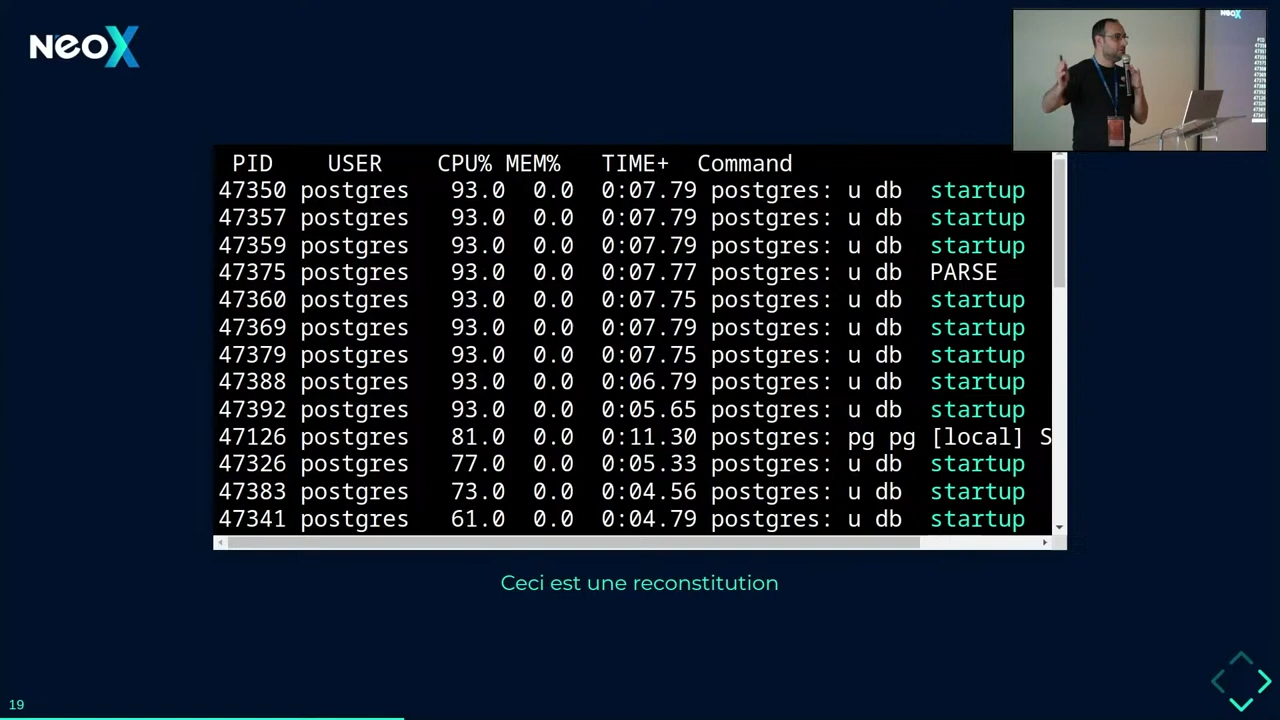 NeoX
PID USER CPU% MEM% TIME+ Command
47350 postgres 93.0 0.0 0:07.79 postgres: u db startup
47357 postgres 93.0 0.0 0:07.79 postgres: u db startup
47359 postgres 93.0 0.0 0:07.79 postgres: u db startup
47375 postgres 93.0 0.0 0:07.77 postgres: u db PARSE
47360 postgres 93.0 0.0 0:07.75 postgres: u db startup
47369 postgres 93.0 0.0 0:07.79 postgres: u db startup
47379 postgres 93.0 0.0 0:07.75 postgres: u db startup
47388 postgres 93.0 0.0 0:06.79 postgres: u db startup
47392 postgres 93.0 0.0 0:05.65 postgres: u db startup
47126 postgres 81.0 0.0 0:11.30 postgres: pg pg [local] S
47326 postgres 77.0 0.0 0:05.33 postgres: u db startup
47383 postgres 73.0 0.0 0:04.56 postgres: u db startup
47341 postgres 61.0 0.0 0:04.79 postgres: u db startup
Ceci est une reconstitution
19